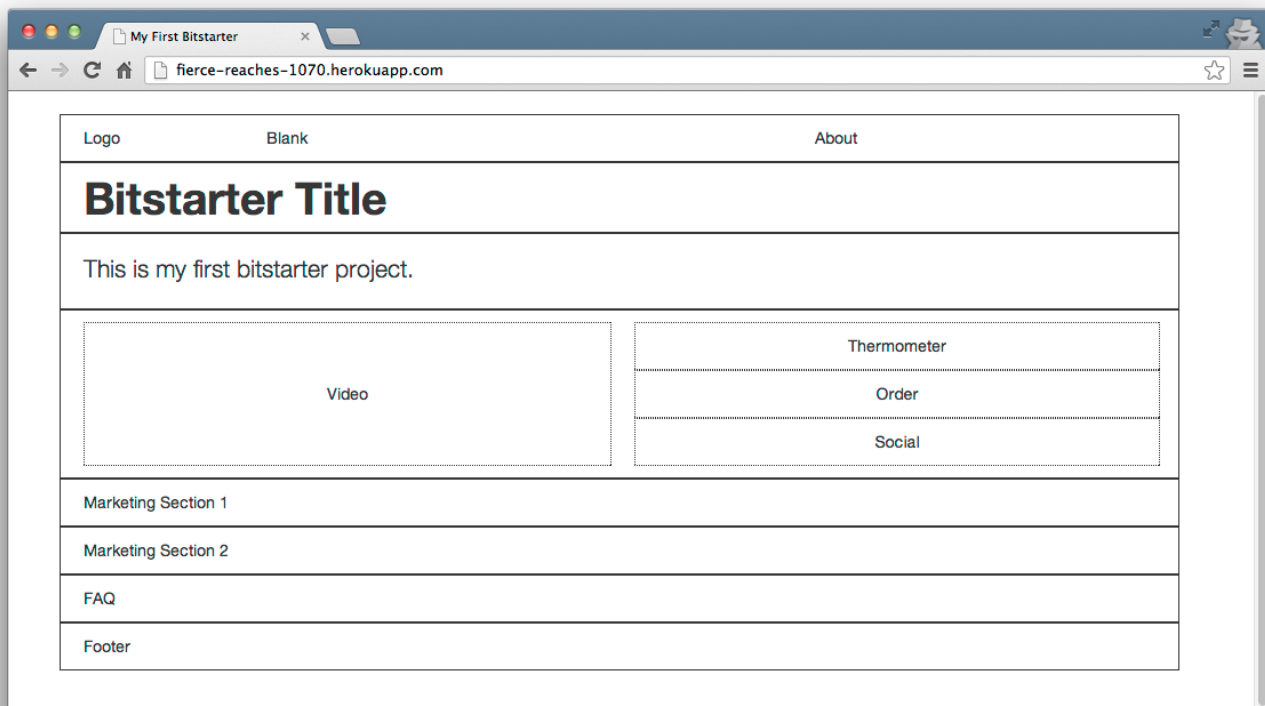 My First Bitstarter
fierce-reaches-1070.herokuapp.com
Logo Blank About
Bitstarter Title
This is my first bitstarter project.
Video
Thermometer
Order
Social
Marketing Section 1
Marketing Section 2
FAQ
Footer